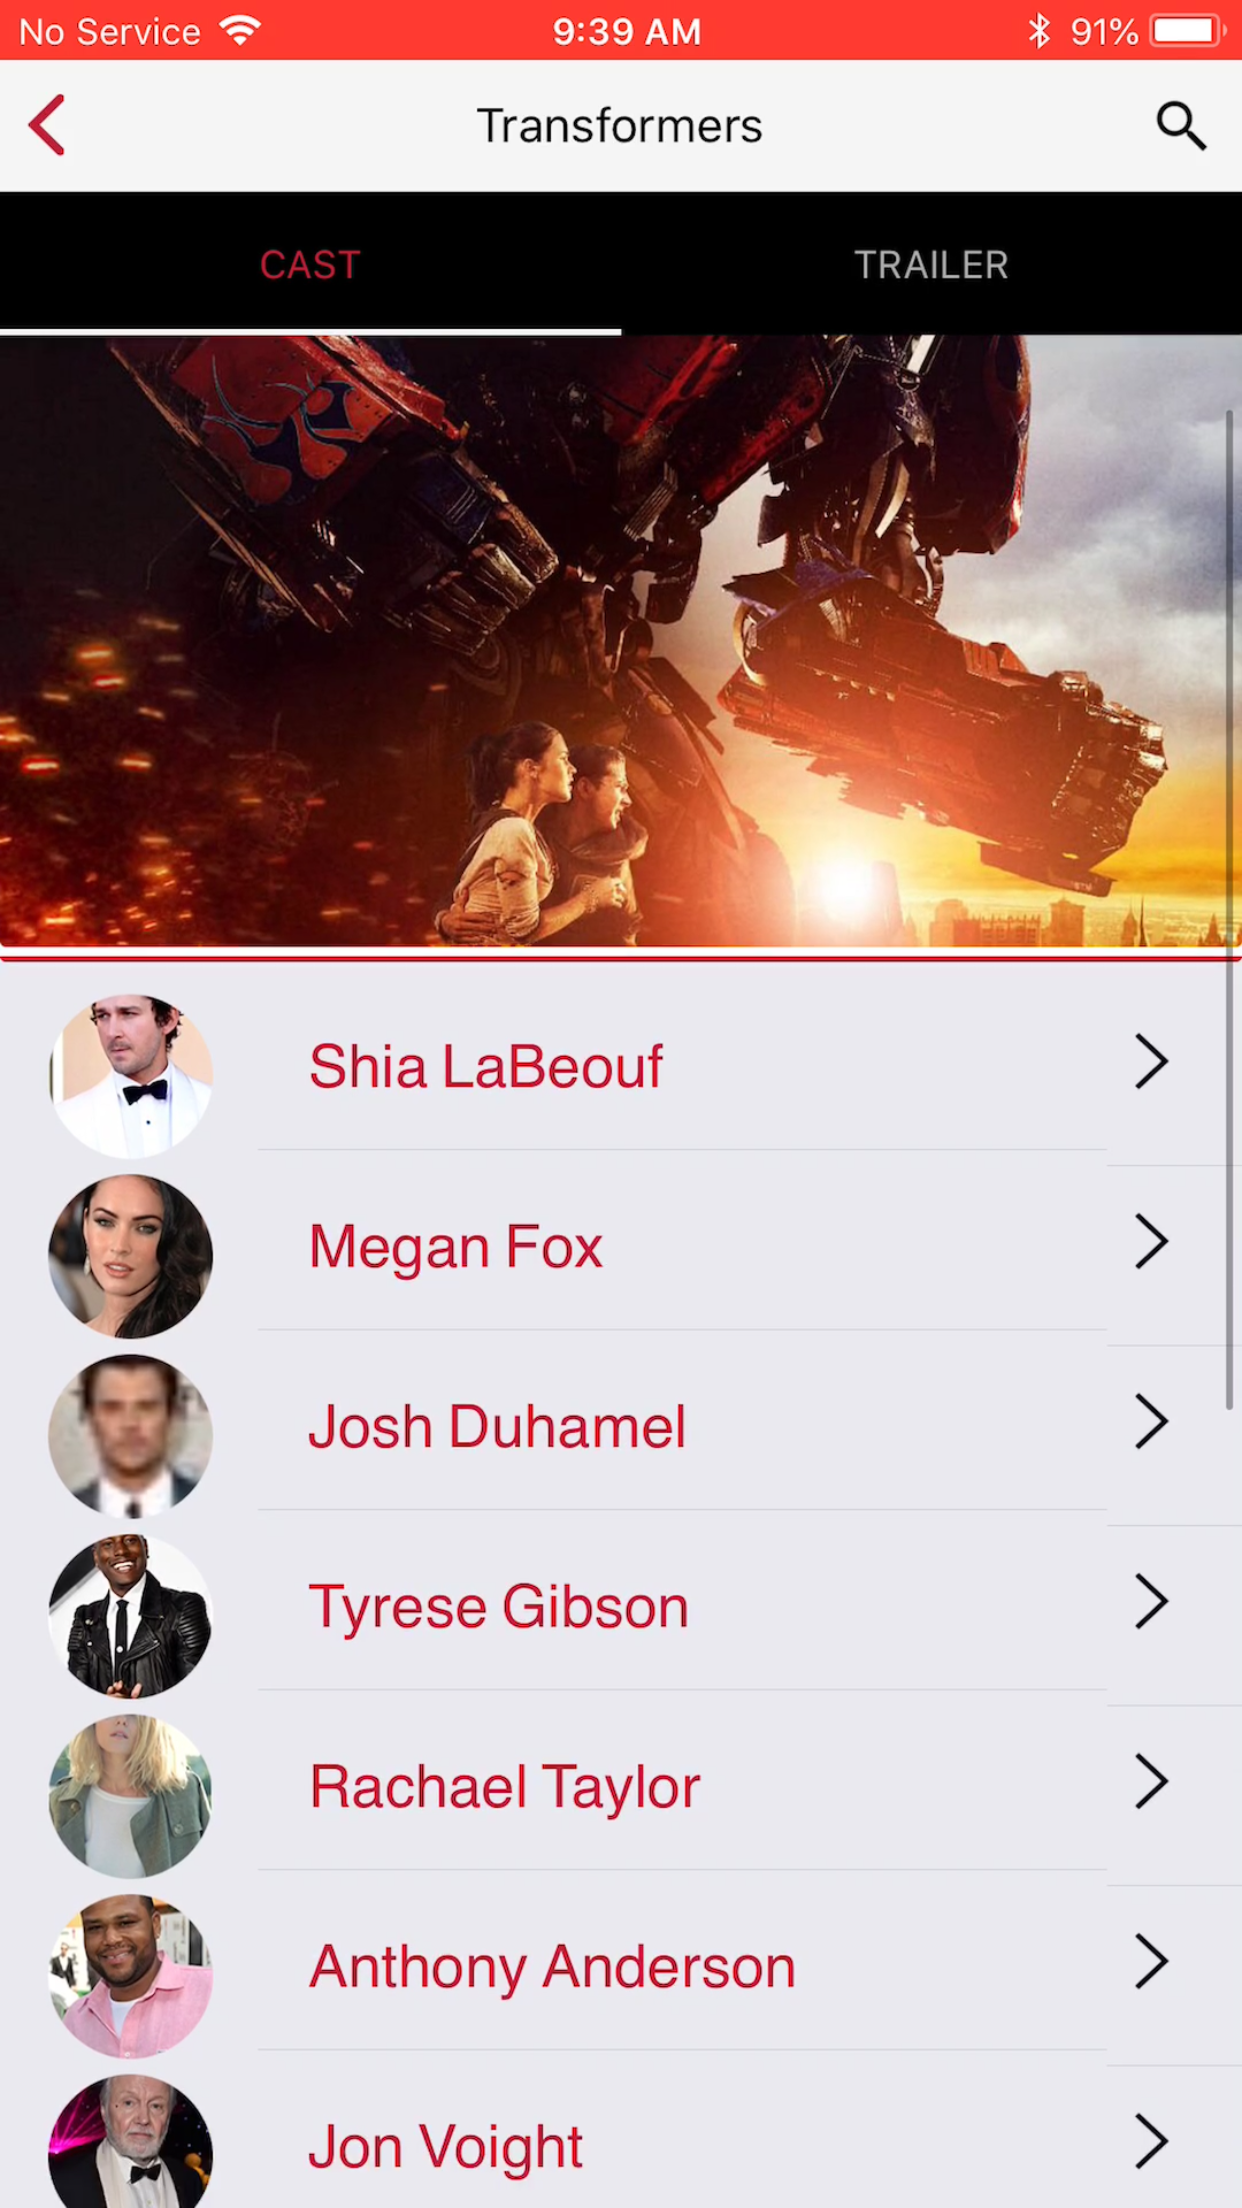 No Service 9:39 AM 91%
Transformers
CAST TRAILER
Shia LaBeouf
Megan Fox
Josh Duhamel
Tyrese Gibson
Rachael Taylor
Anthony Anderson
Jon Voight